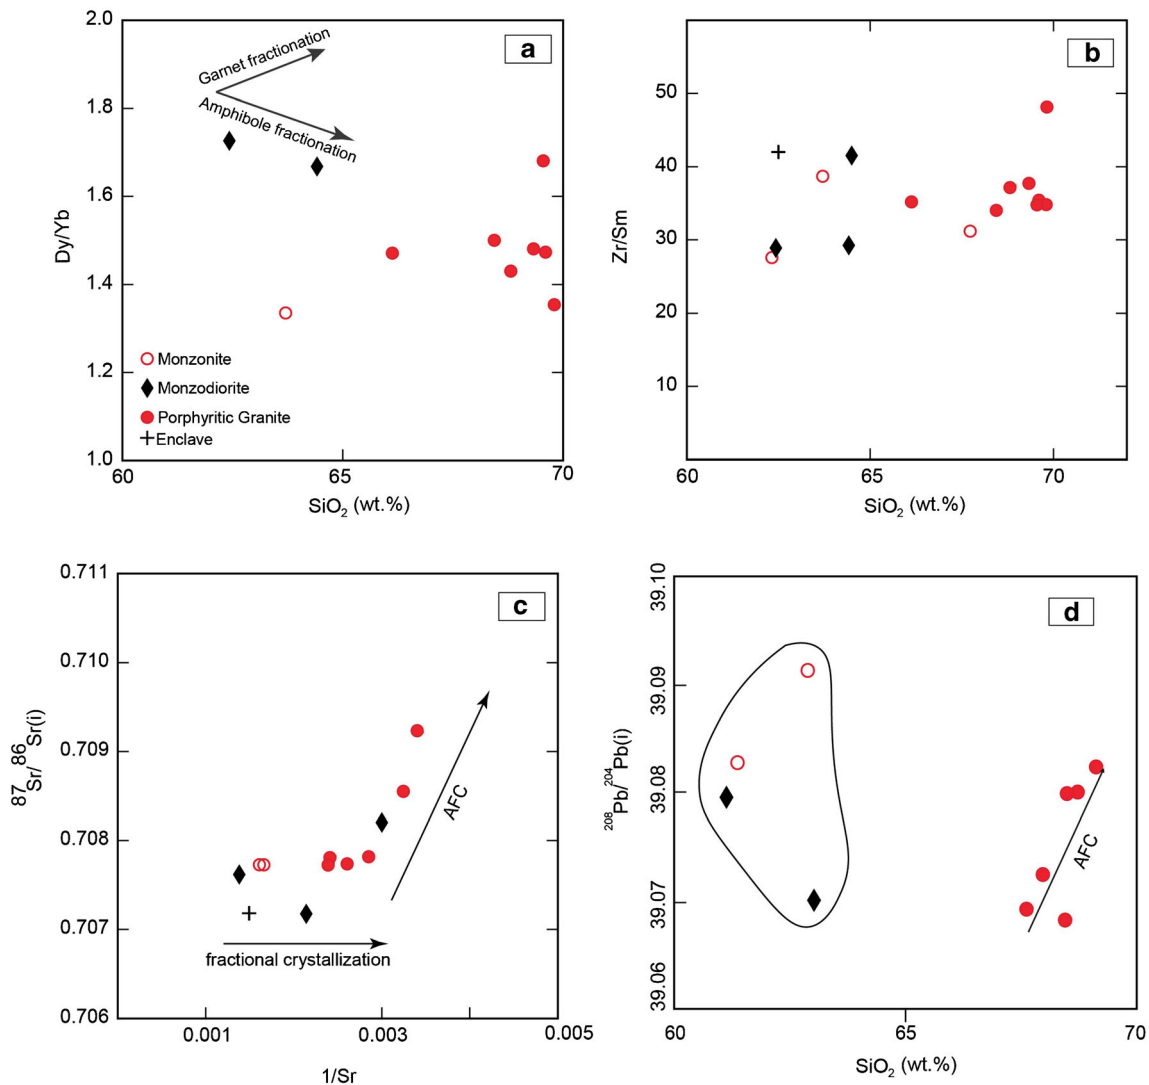 a
2.0
1.8
1.6
1.4
1.2
1.0
Dy/Yb
Garnet fractionation
Amphibole fractionation
Monzonite
Monzodiorite
Porphyritic Granite
Enclave
60
65
70
SiO2 (wt.%)
b
50
40
30
20
10
Zr/Sm
60
65
70
SiO2 (wt.%)
c
0.711
0.710
0.709
0.708
0.707
0.706
87Sr/ 86Sr(i)
AFC
fractional crystallization
0.001
0.003
0.005
1/Sr
d
39.10
39.09
39.08
39.07
39.06
208Pb/204Pb(i)
AFC
60
65
70
SiO2 (wt.%)